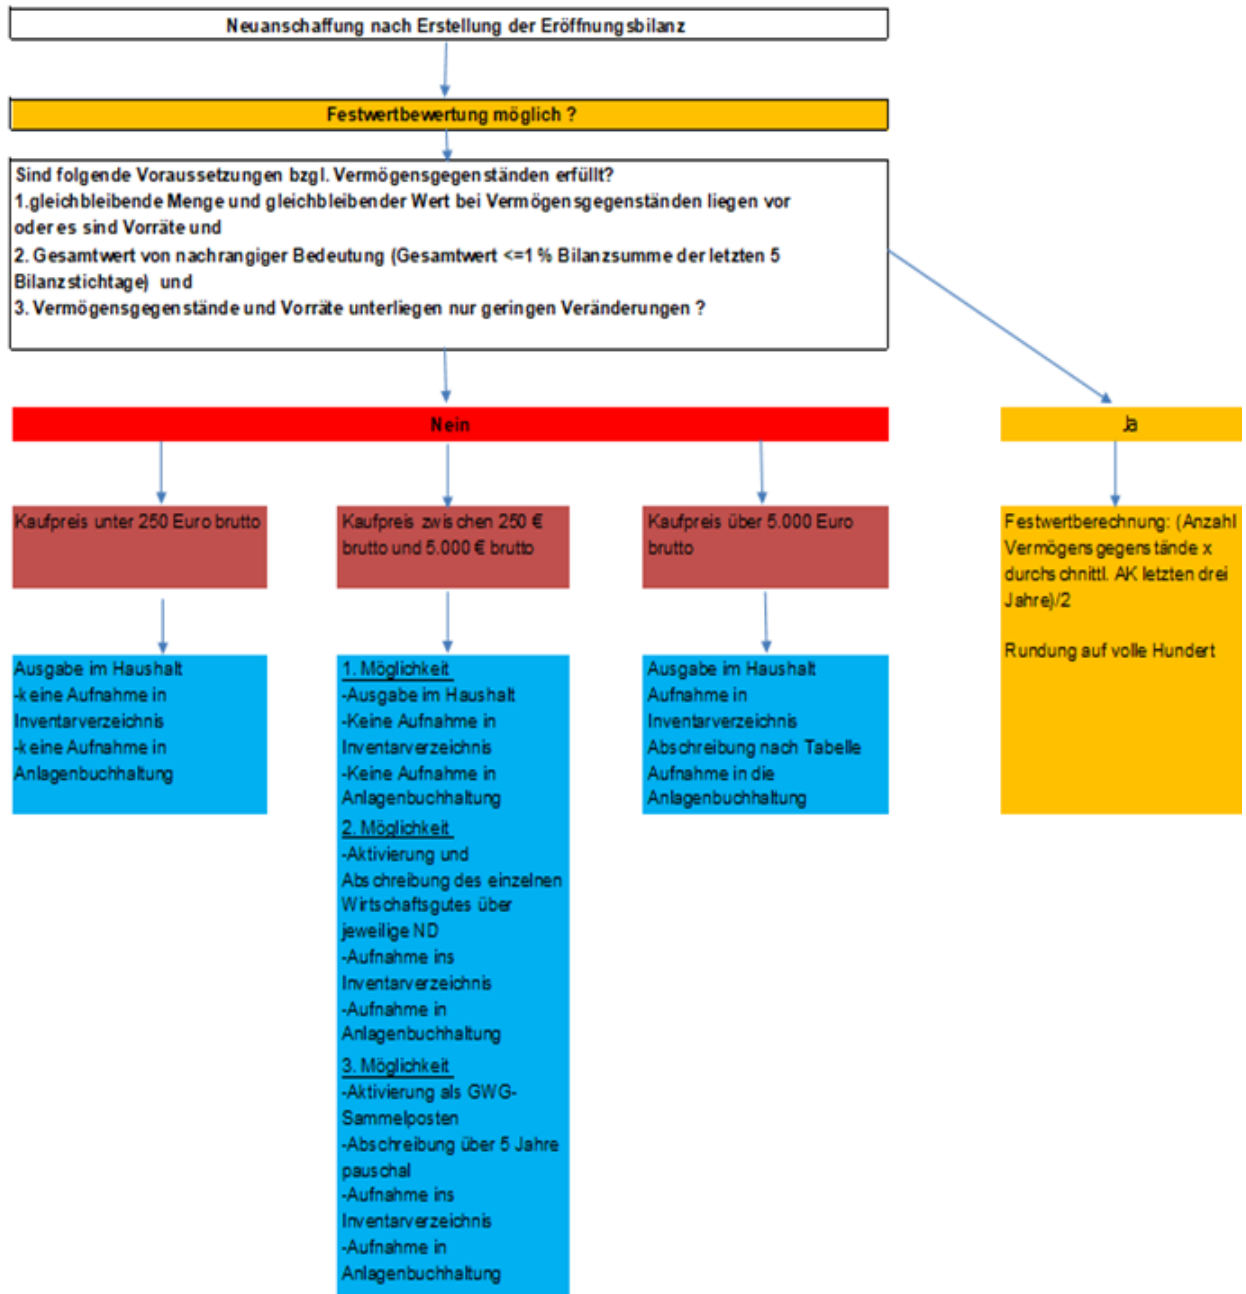 Neuanschaffung nach Erstellung der Eröffnungsbilanz
Festwertbewertung möglich ?
Sind folgende Voraussetzungen bzgl. Vermögensgegenständen erfüllt?
1.gleichbleibende Menge und gleichbleibender Wert bei Vermögensgegenständen liegen vor
oder es sind Vorräte und
2. Gesamtwert von nachrangiger Bedeutung (Gesamtwert <=1 % Bilanzsumme der letzten 5
Bilanzstichtage) und
3. Vermögensgegenstände und Vorräte unterliegen nur geringen Veränderungen ?
Nein
Ja
Kaufpreis unter 250 Euro brutto
Kaufpreis zwischen 250 €
brutto und 5.000 € brutto
Kaufpreis über 5.000 Euro
brutto
Festwertberechnung: (Anzahl
Vermögensgegenstände x
durchschnittl. AK letzten drei
Jahre)/2
Rundung auf volle Hundert
Ausgabe im Haushalt
-keine Aufnahme in
Inventarverzeichnis
-keine Aufnahme in
Anlagenbuchhaltung
1. Möglichkeit
-Ausgabe im Haushalt
-Keine Aufnahme in
Inventarverzeichnis
-Keine Aufnahme in
Anlagenbuchhaltung
2. Möglichkeit
-Aktivierung und
Abschreibung des einzelnen
Wirtschaftsgutes über
jeweilige ND
-Aufnahme ins
Inventarverzeichnis
-Aufnahme in
Anlagenbuchhaltung
3. Möglichkeit
-Aktivierung als GWG-
Sammelposten
-Abschreibung über 5 Jahre
pauschal
-Aufnahme ins
Inventarverzeichnis
-Aufnahme in
Anlagenbuchhaltung
Ausgabe im Haushalt
Aufnahme in
Inventarverzeichnis
Abschreibung nach Tabelle
Aufnahme in die
Anlagenbuchhaltung